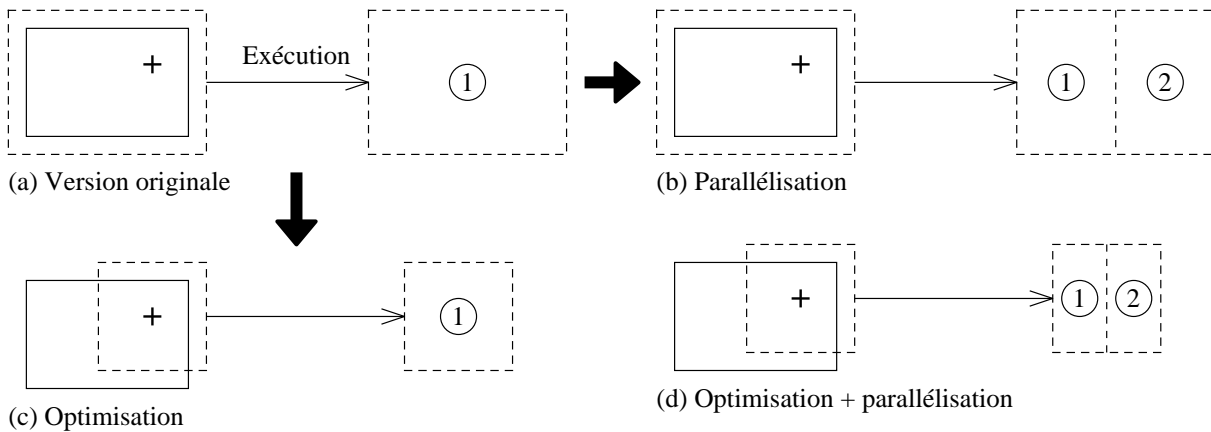 Exécution
1
1
2
(a) Version originale
(b) Parallélisation
1
1
2
(c) Optimisation
(d) Optimisation + parallélisation